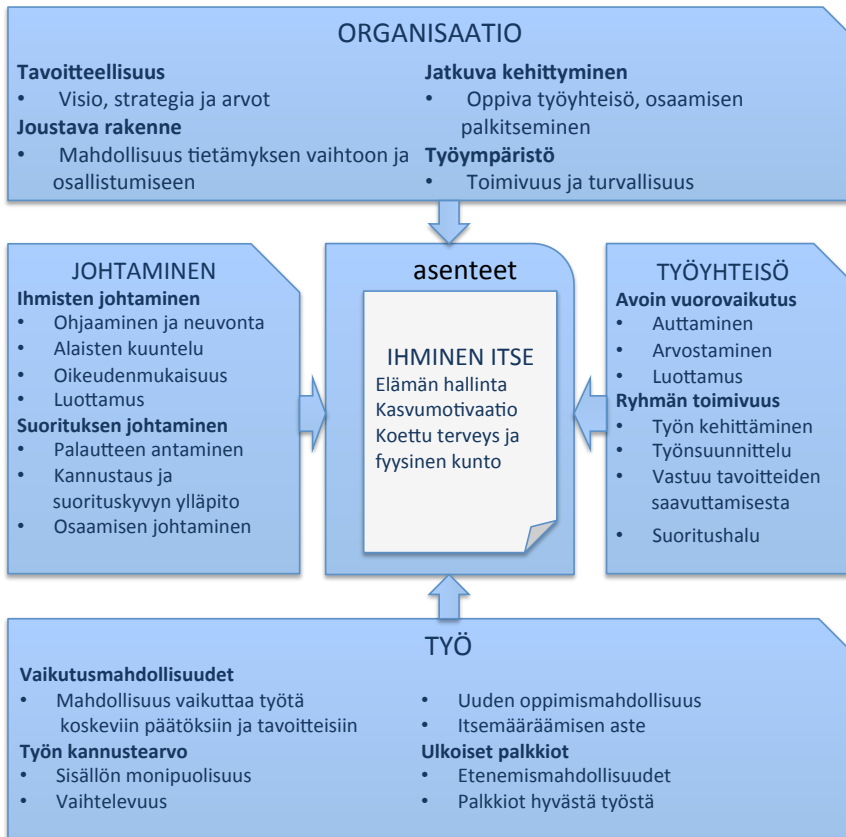 ORGANISAATIO
Tavoitteellisuus
• Visio, strategia ja arvot
Joustava rakenne
• Mahdollisuus tietämyksen vaihtoon ja
osallistumiseen
Jatkuva kehittyminen
• Oppiva työyhteisö, osaamisen
palkitseminen
Työympäristö
• Toimivuus ja turvallisuus
JOHTAMINEN
Ihmisten johtaminen
• Ohjaaminen ja neuvonta
• Alaisten kuuntelu
• Oikeudenmukaisuus
• Luottamus
Suorituksen johtaminen
• Palautteen antaminen
• Kannustaus ja
suorituskyvyn ylläpito
• Osaamisen johtaminen
asenteet
IHMINEN ITSE
Elämän hallinta
Kasvumotivaatio
Koettu terveys ja
fyysinen kunto
TYÖYHTEISÖ
Avoin vuorovaikutus
• Auttaminen
• Arvostaminen
• Luottamus
Ryhmän toimivuus
• Työn kehittäminen
• Työnsuunnittelu
• Vastuu tavoitteiden
saavuttamisesta
• Suoritushalu
TYÖ
Vaikutusmahdollisuudet
• Mahdollisuus vaikuttaa työtä
koskeviin päätöksiin ja tavoitteisiin
Työn kannustearvo
• Sisällön monipuolisuus
• Vaihtelevuus
• Uuden oppimismahdollisuus
• Itsemääräämisen aste
Ulkoiset palkkiot
• Etenemismahdollisuudet
• Palkkiot hyvästä työstä